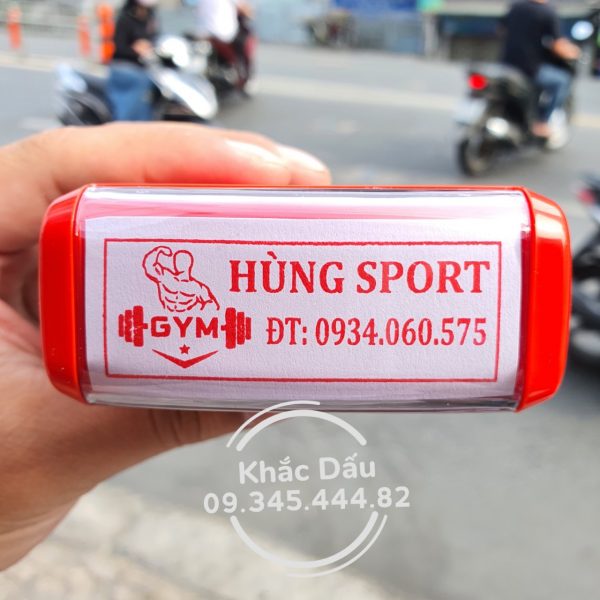 HÙNG SPORT
GYM
ĐT: 0934.060.575
Khắc Dấu
09.345.444.82